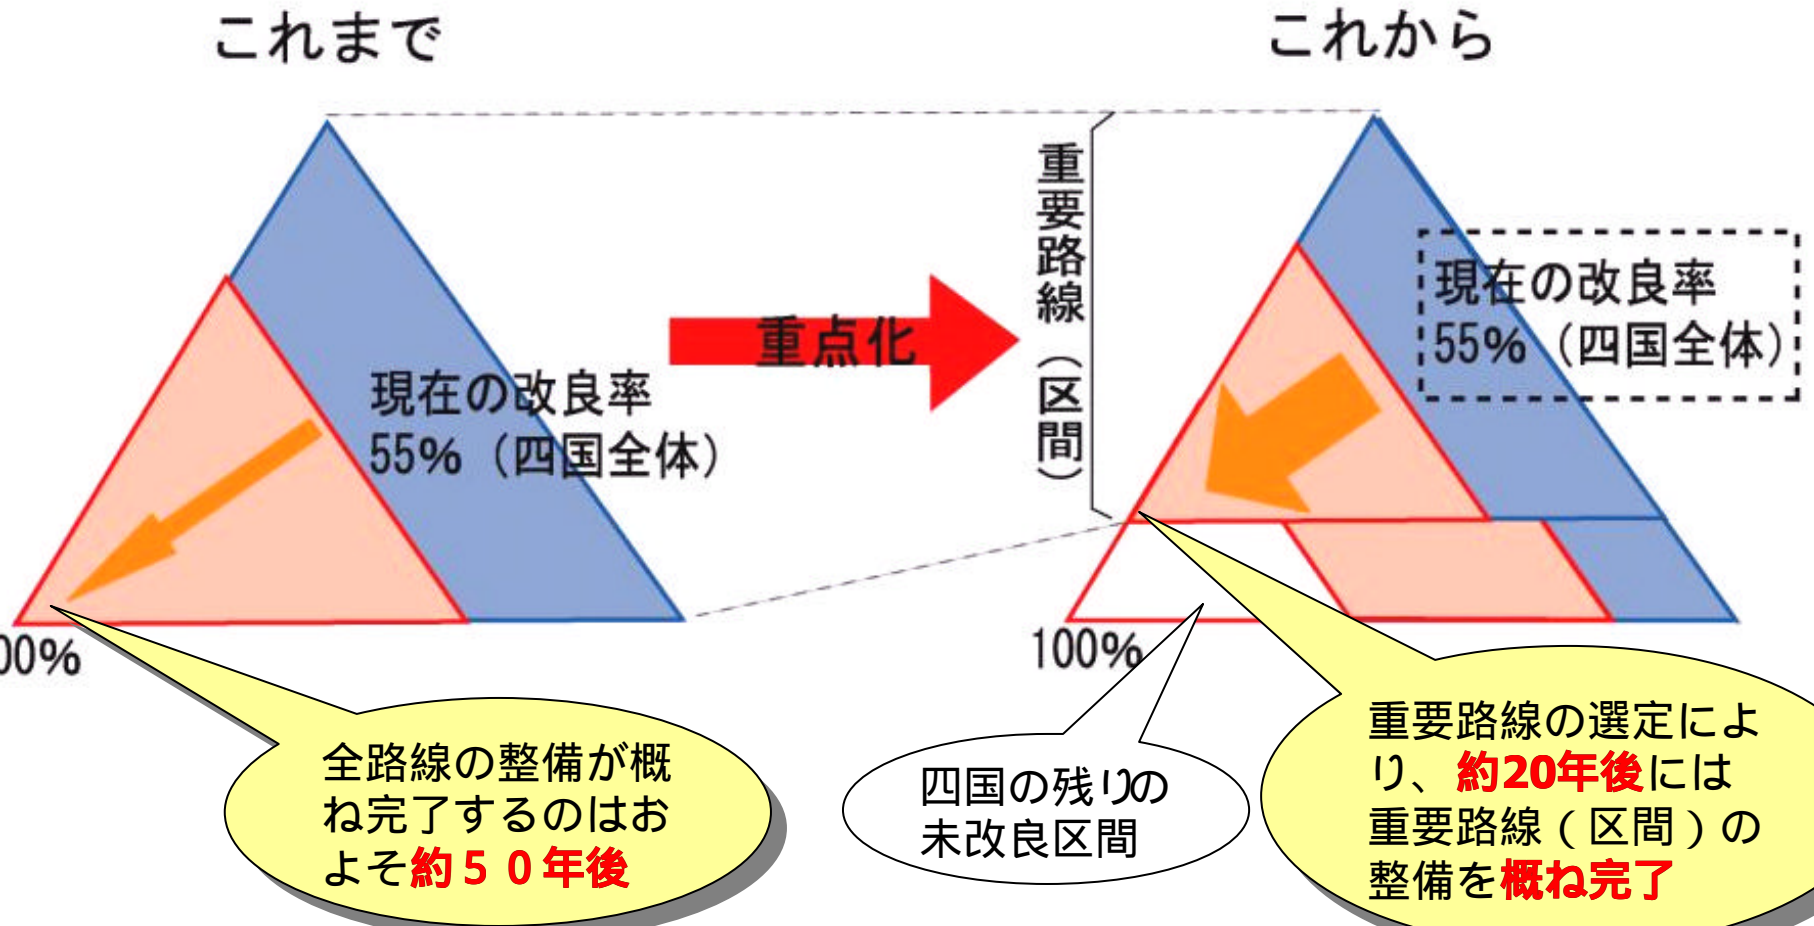 これまで
これから
重要路線（区間）
現在の改良率
55%（四国全体）
重点化
現在の改良率
55%（四国全体）
00%
100%
全路線の整備が概
ね完了するのはお
よそ約５０年後
四国の残りの
未改良区間
重要路線の選定によ
り、約20年後には
重要路線（区間）の
整備を概ね完了